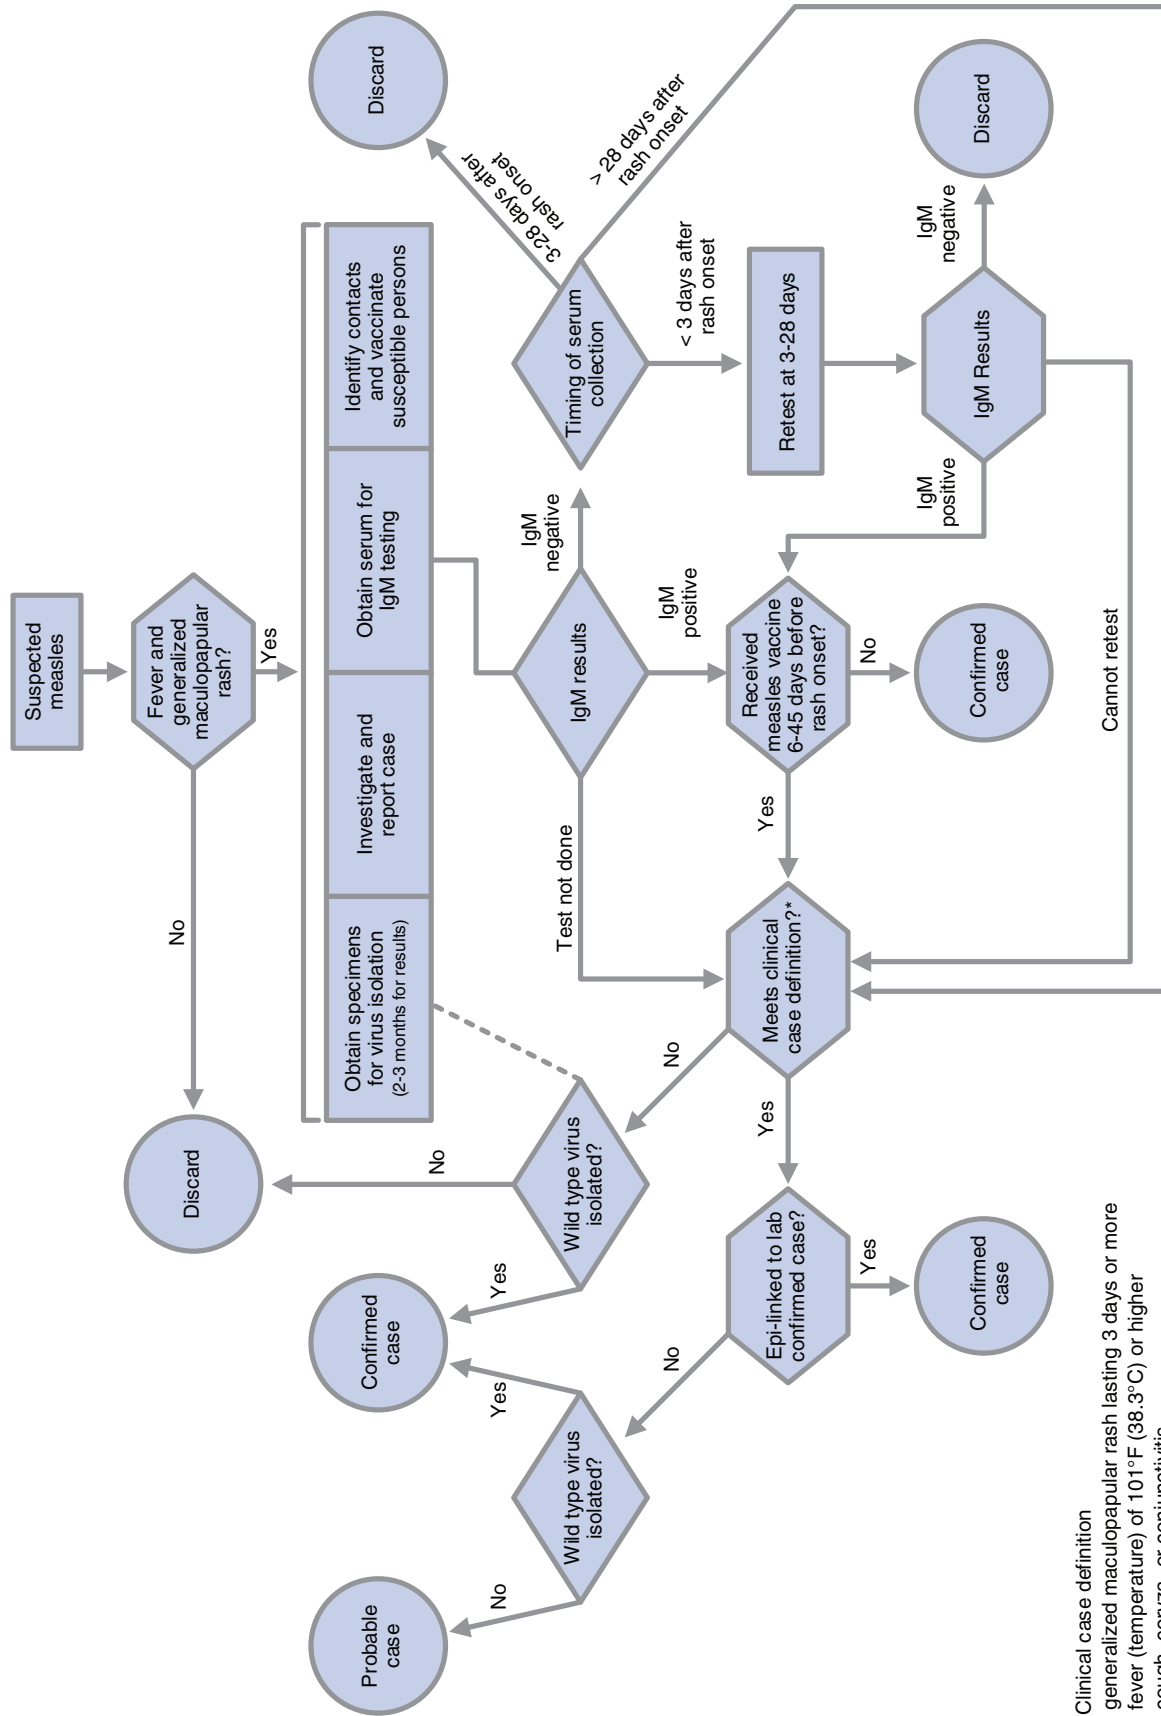 Suspected
measles
Fever and
generalized
maculopapular
rash?
No
Yes
Discard
Obtain specimens
for virus isolation
(2-3 months for results)
Investigate and
report case
Obtain serum for
IgM testing
Identify contacts
and vaccinate
susceptible persons
Discard
3-28 days after
rash onset
> 28 days after
rash onset
Timing of serum
collection
IgM
negative
IgM results
Test not done
IgM
positive
< 3 days after
rash onset
Retest at 3-28 days
IgM Results
IgM
negative
Discard
IgM
positive
Cannot retest
Received
measles vaccine
6-45 days before
rash onset?
No
Confirmed
case
Yes
Meets clinical
case definition?*
No
Wild type virus
isolated?
No
Yes
Confirmed
case
Yes
Epi-linked to lab
confirmed case?
Yes
Confirmed
case
No
Wild type virus
isolated?
Yes
No
Probable
case
Clinical case definition
generalized maculopapular rash lasting 3 days or more
fever (temperature) of 101°F (38.3°C) or higher
cough, coryza, or conjunctivitis